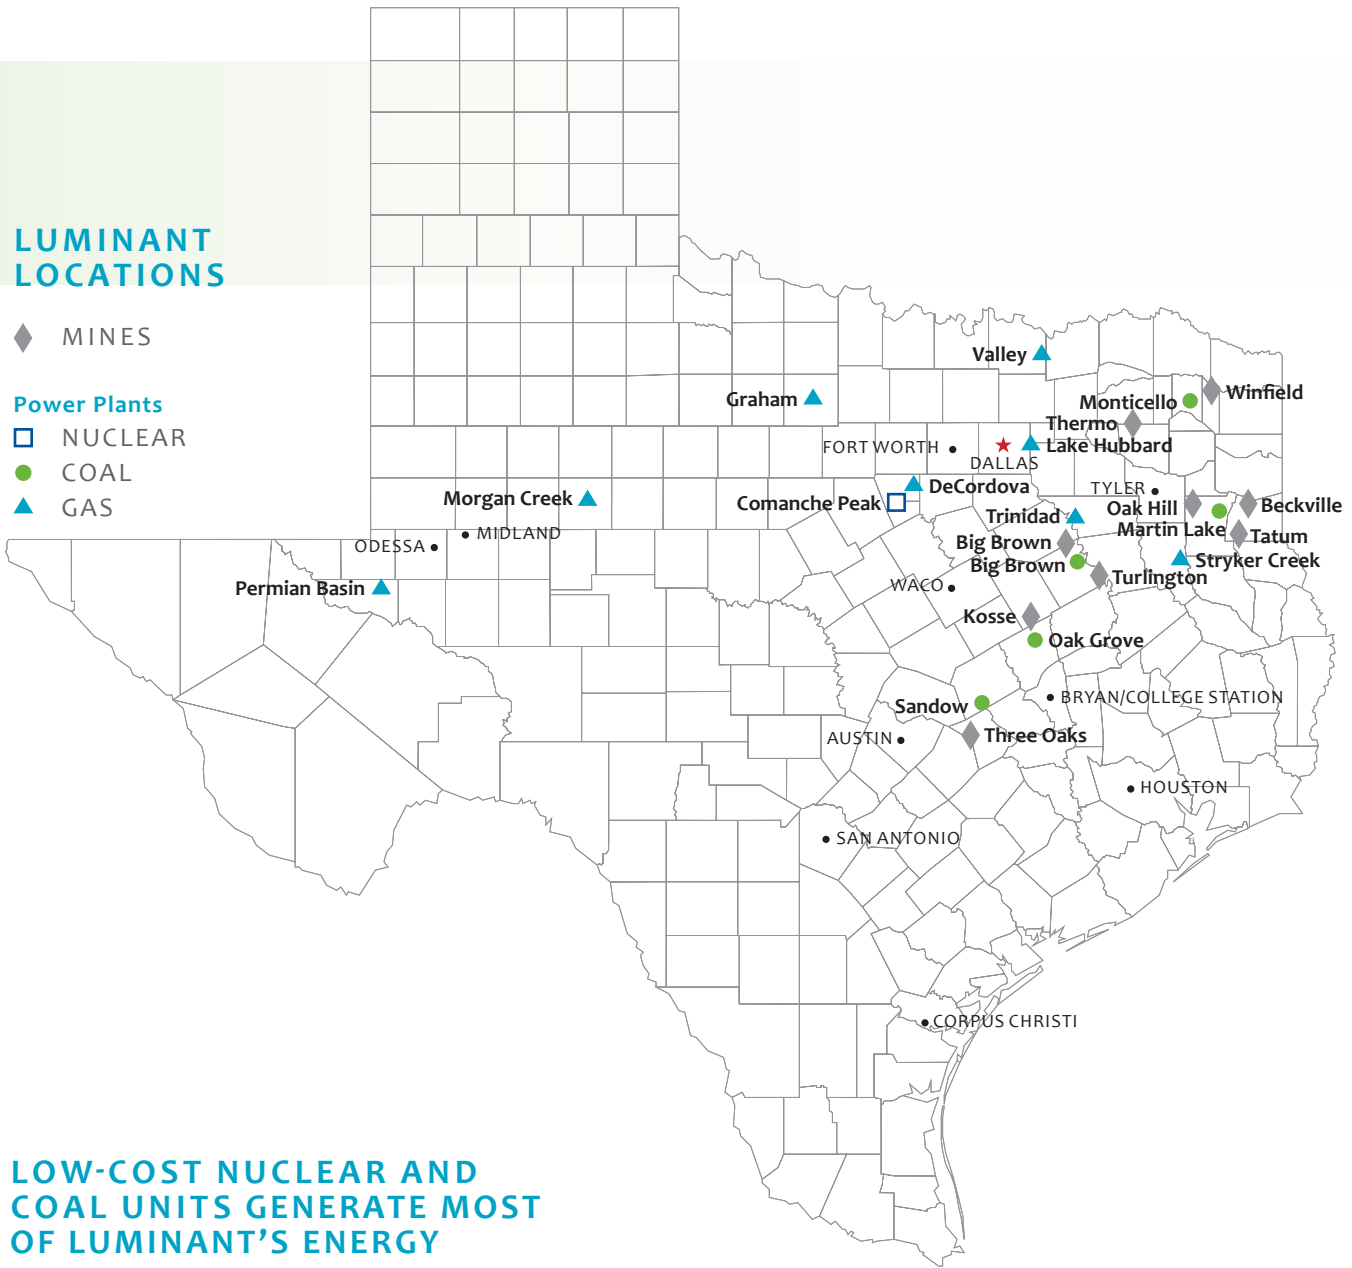 LUMINANT
LOCATIONS
MINES
Power Plants
NUCLEAR
COAL
GAS
Valley
Graham
Monticello
Winfield
Thermo
FORT WORTH
Lake Hubbard
DALLAS
Morgan Creek
Comanche Peak
DeCordova
TYLER
Oak Hill
Beckville
Trinidad
Martin Lake
Tatum
MIDLAND
ODESSA
Big Brown
Big Brown
Stryker Creek
Turlington
Permian Basin
WACO
Kosse
Oak Grove
Sandow
BRYAN/COLLEGE STATION
AUSTIN
Three Oaks
HOUSTON
SAN ANTONIO
CORPUS CHRISTI
LOW-COST NUCLEAR AND
COAL UNITS GENERATE MOST
OF LUMINANT'S ENERGY